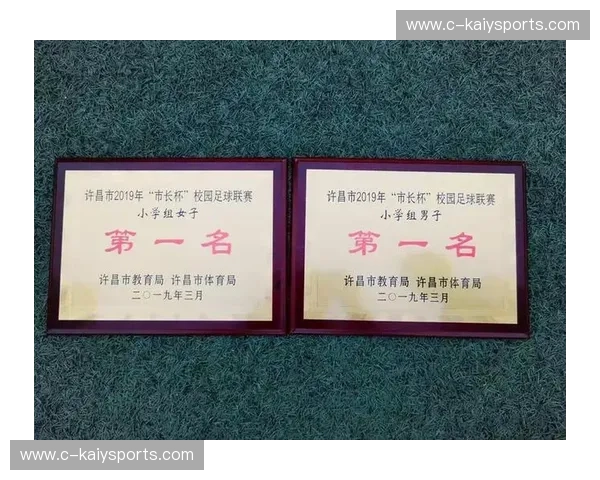 www.c-kaiysports.com
许昌市2019年“市长杯”校园足球联赛
小学组女子
第一名
许昌市教育局 许昌市体育局
二〇一九年三月
许昌市2019年“市长杯”校园足球联赛
小学组男子
第一名
许昌市教育局 许昌市体育局
二〇一九年三月
www.c-kaiysports.com